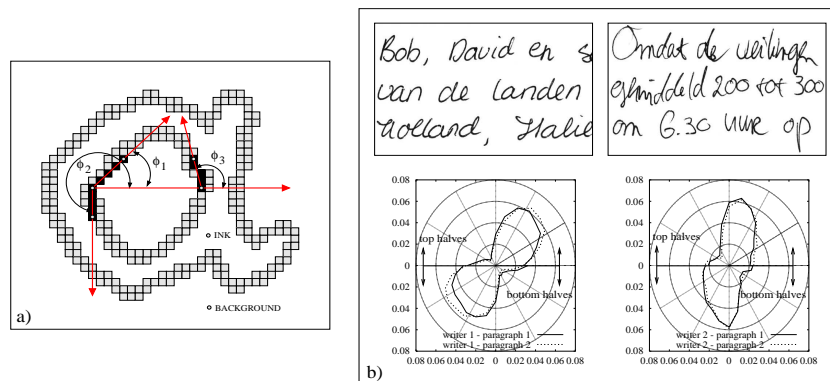 ϕ2
ϕ1
ϕ3
INK
BACKGROUND
a)
Bob, David en s
van de landen
Holland, Italië
Omdat de veilingen
gemiddeld 200 tot 300
om 6.30 uur op
0.08
0.06
0.04
0.02
0
0.02
0.04
0.06
0.08
top halves
bottom halves
writer 1 - paragraph 1
writer 1 - paragraph 2
0.08 0.06 0.04 0.02 0 0.02 0.04 0.06 0.08
0.08
0.06
0.04
0.02
0
0.02
0.04
0.06
0.08
top halves
bottom halves
writer 2 - paragraph 1
writer 2 - paragraph 2
0.08 0.06 0.04 0.02 0 0.02 0.04 0.06 0.08
b)